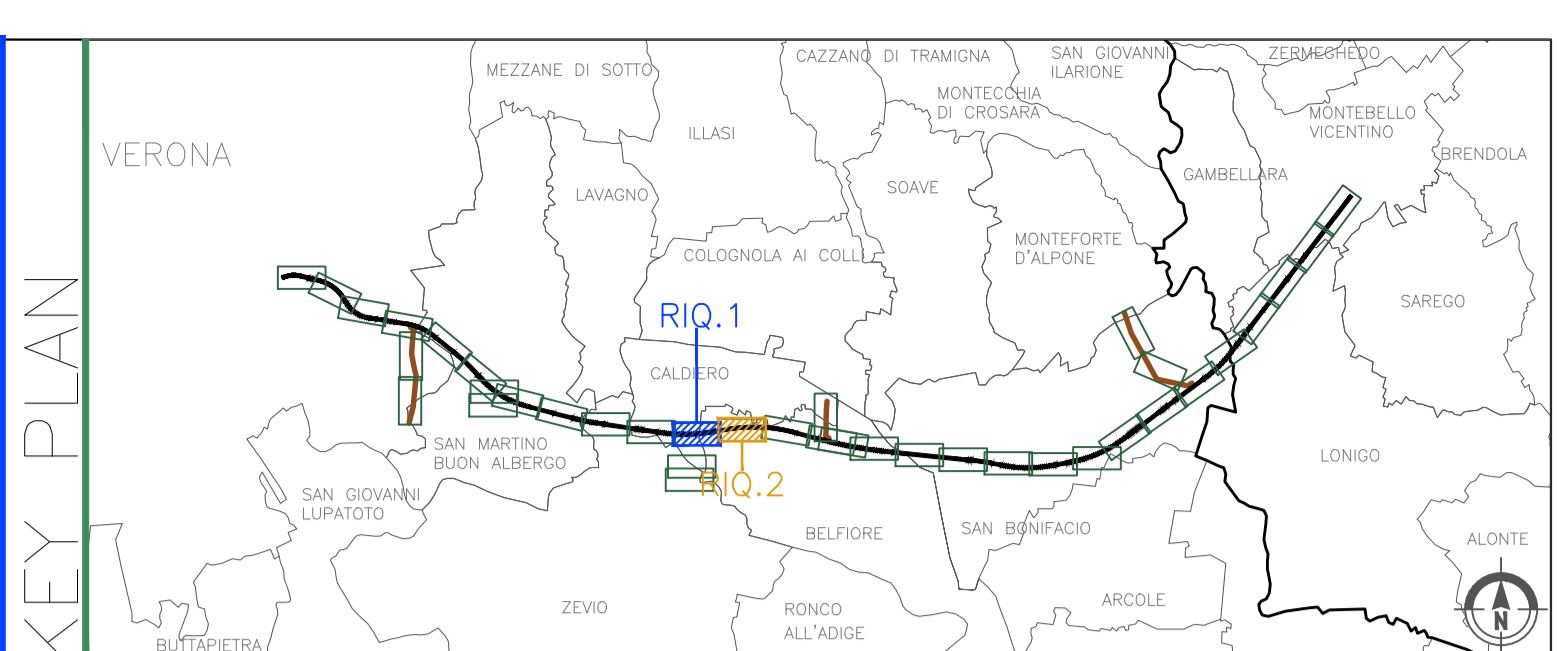 KEY PLAN
CAZZANO DI TRAMIGNA
SAN GIOVANNI
ILARIONE
ZERMEGHEDO
MEZZANE DI SOTTO
MONTECCHIA
DI CROSARA
MONTEBELLO
VICENTINO
ILLASI
VERONA
BRENDOLA
GAMBELLARA
LAVAGNO
SOAVE
MONTEFORTE
D'ALPONE
COLOGNOLA AI COLLI
SAREGO
RIQ.1
CALDIERO
SAN MARTINO
BUON ALBERGO
LONIGO
RIQ.2
SAN GIOVANNI
LUPATOTO
BELFIORE
SAN BONIFACIO
ALONTE
ZEVIO
RONCO
ALL'ADIGE
ARCOLE
N
BUTTAPIETRA